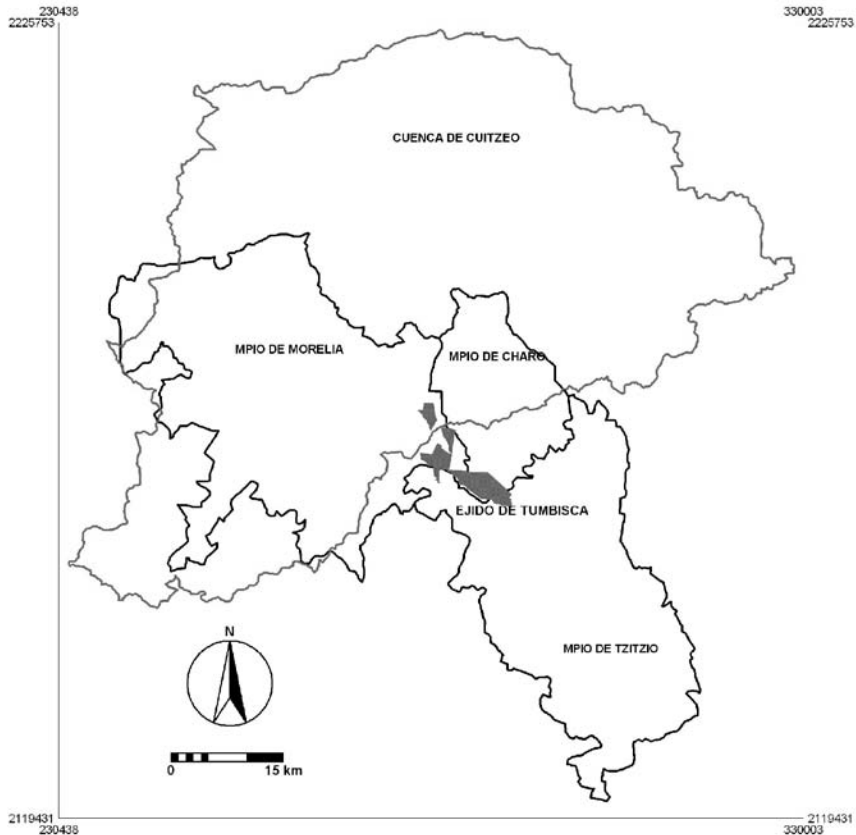 230438 330003
2225753 2225753
CUENCA DE CUITZEO
MPIO DE MORELIA
MPIO DE CHARO
EJIDO DE TUMBISCA
N
MPIO DE TZITZIO
0 15 km
2119431 2119431
230438 330003